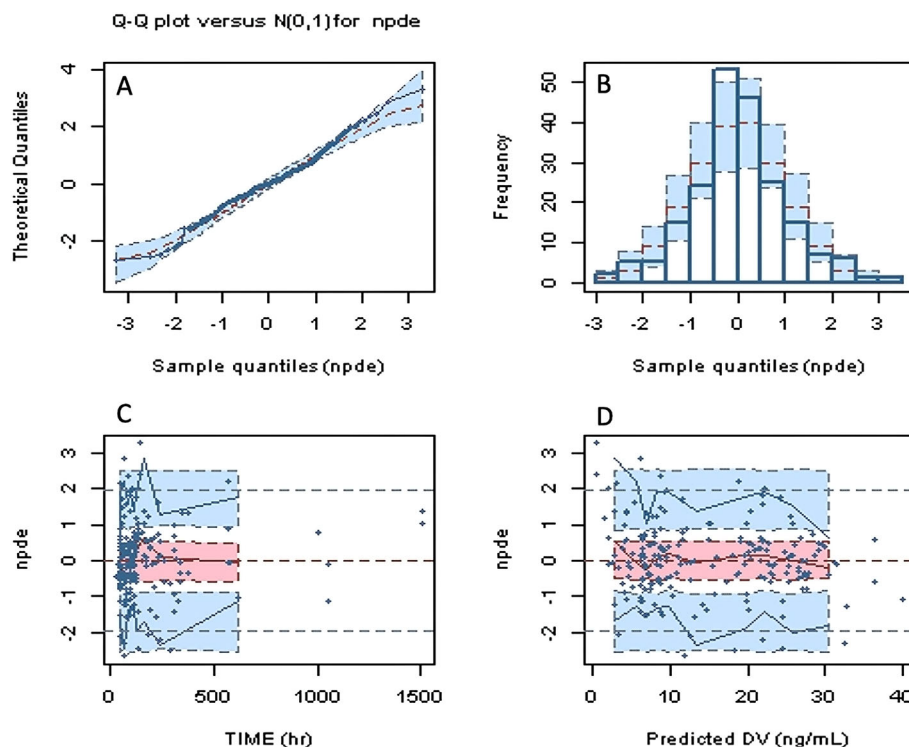 Q-Q plot versus N(0,1)for npde
A
Theoretical Quantiles
4
2
0
-2
-3 -2 -1 0 1 2 3
Sample quantiles (npde)
B
Frequency
50
40
30
20
10
0
-3 -2 -1 0 1 2 3
Sample quantiles (npde)
C
npde
3
2
1
0
-1
-2
0 500 1000 1500
TIME (hr)
D
npde
3
2
1
0
-1
-2
0 10 20 30 40
Predicted DV (ng/mL)